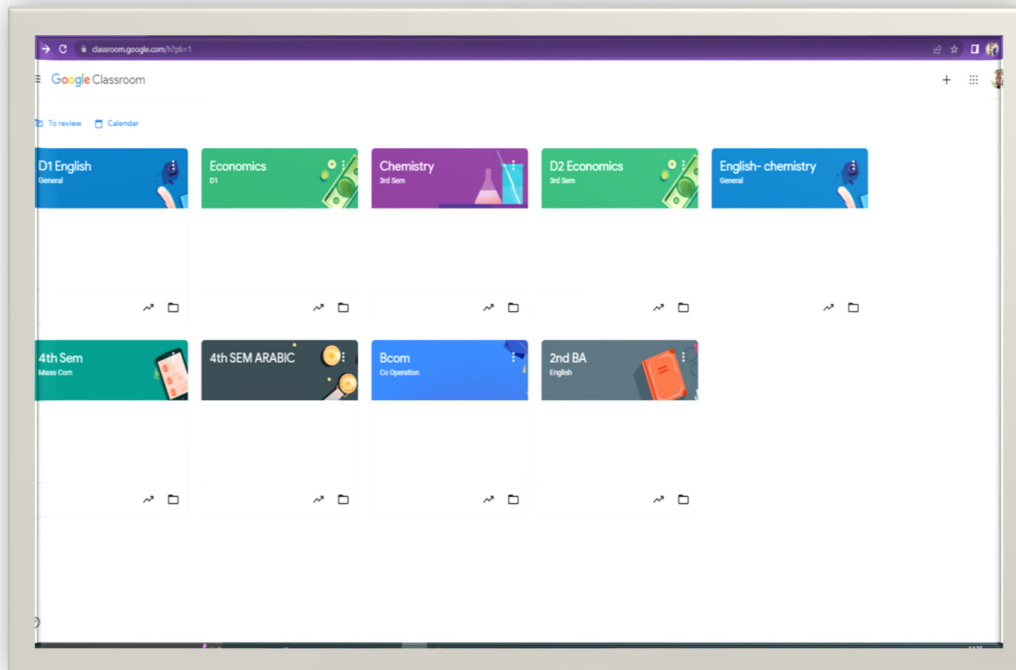 classroom.google.com/h?pli=1
Google Classroom
To review Calendar
D1 English
General
Economics
D1
Chemistry
3rd Sem
D2 Economics
3rd Sem
English- chemistry
General
4th Sem
Mass Com
4th SEM ARABIC
Bcom
Co Operation
2nd BA
English